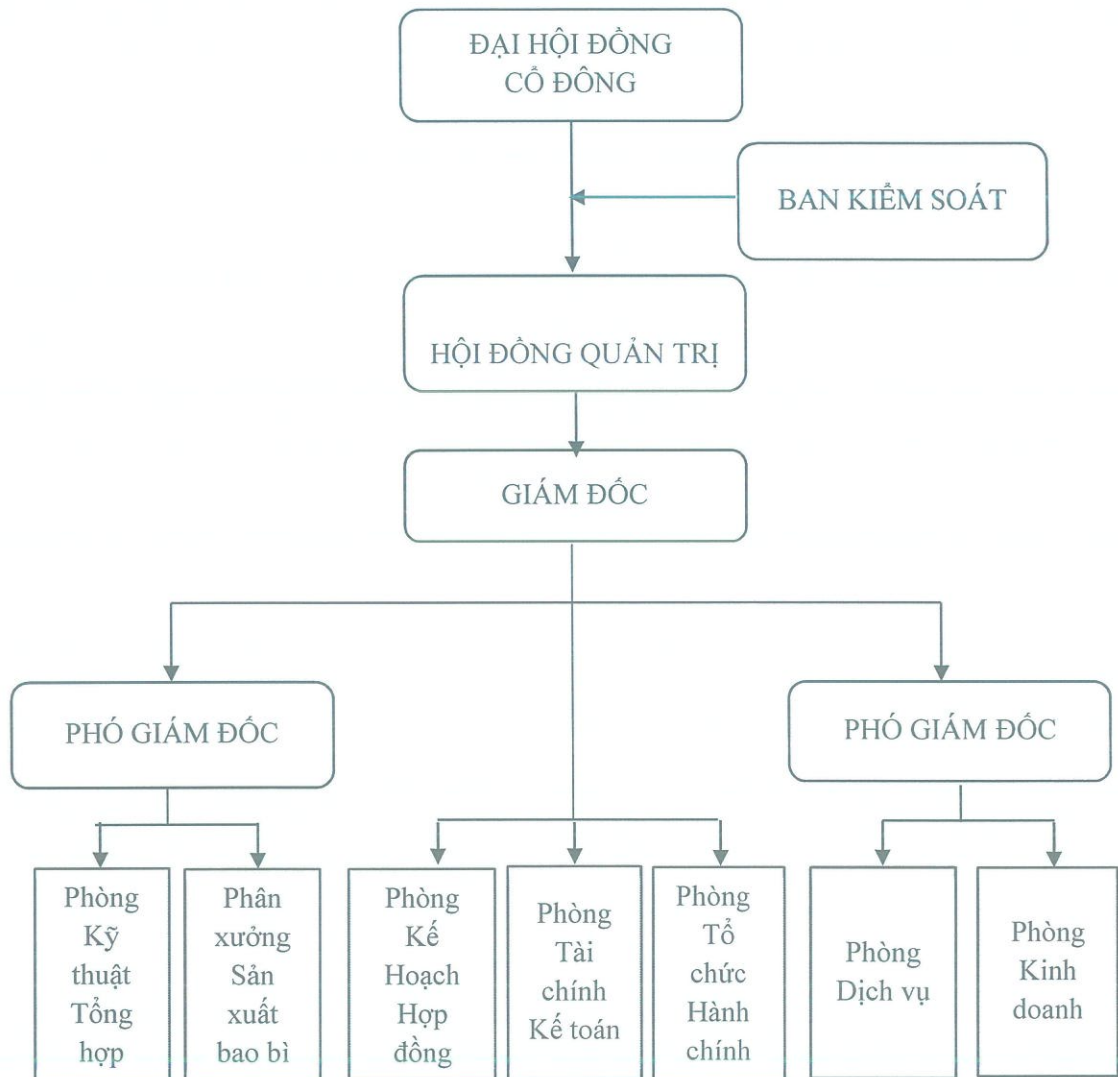 ĐẠI HỘI ĐỒNG
CỔ ĐÔNG
BAN KIỂM SOÁT
HỘI ĐỒNG QUẢN TRỊ
GIÁM ĐỐC
PHÓ GIÁM ĐỐC
PHÓ GIÁM ĐỐC
Phòng
Kỹ
thuật
Tổng
hợp
Phân
xưởng
Sản
xuất
bao bì
Phòng
Kế
Hoạch
Hợp
đồng
Phòng
Tài
chính
Kế toán
Phòng
Tổ
chức
Hành
chính
Phòng
Dịch vụ
Phòng
Kinh
doanh